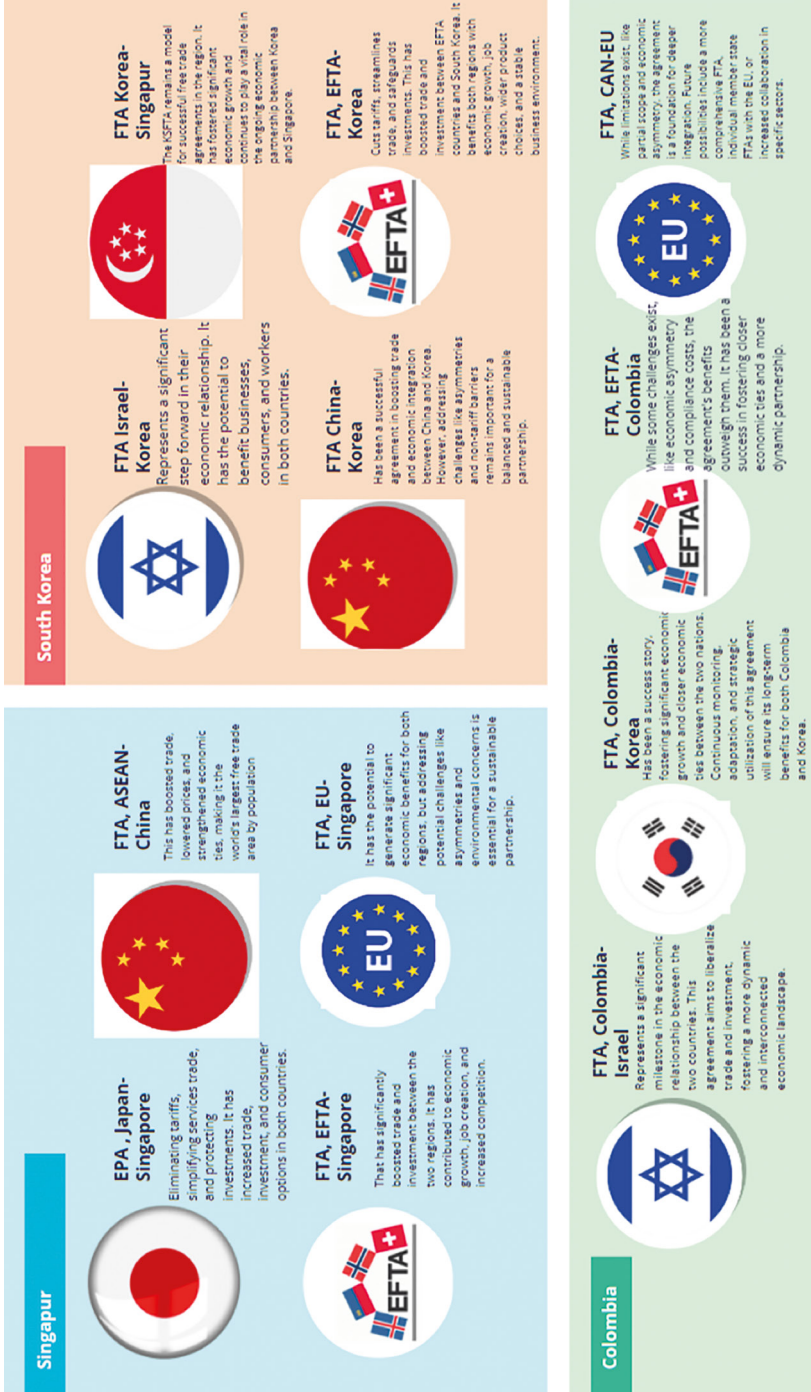 Singapur
EPA , Japan-
Singapore
Eliminating tariffs,
simplifying services trade,
and protecting
investments. It has
increased trade,
investment, and consumer
options in both countries.
FTA, ASEAN-
China
This has boosted trade,
lowered prices, and
strengthened economic
ties, making it the
world's largest free trade
area by population
EFTA
FTA, EFTA-
Singapore
That has significantly
boosted trade and
investment between the
two regions. It has
contributed to economic
growth, job creation, and
increased competition.
EU
FTA, EU-
Singapore
It has the potential to
generate significant
economic benefits for both
regions, but addressing
potential challenges like
asymmetries and
environmental concerns is
essential for a sustainable
partnership.
South Korea
FTA Israel-
Korea
Represents a significant
step forward in their
economic relationship. It
has the potential to
benefit businesses,
consumers, and workers
in both countries.
FTA Korea-
Singapur
The KSFTA remains a model
for successful free trade
agreements in the region. It
has fostered significant
economic growth and
continues to play a vital role in
the ongoing economic
partnership between Korea
and Singapore.
FTA China-
Korea
Has been a successful
agreement in boosting trade
and economic integration
between China and Korea.
However, addressing
challenges like asymmetries
and non-tariff barriers
remains important for a
balanced and sustainable
partnership.
EFTA
FTA, EFTA-
Korea
Cuts tariffs, streamlines
trade, and safeguards
investments. This has
boosted trade and
investment between EFTA
countries and South Korea. It
benefits both regions with
economic growth, job
creation, wider product
choices, and a stable
business environment.
Colombia
FTA, Colombia-
Israel
Represents a significant
milestone in the economic
relationship between the
two countries. This
agreement aims to liberalize
trade and investment,
fostering a more dynamic
and interconnected
economic landscape.
FTA, Colombia-
Korea
Has been a success story,
fostering significant economic
growth and closer economic
ties between the two nations.
Continuous monitoring,
adaptation, and strategic
utilization of this agreement
will ensure its long-term
benefits for both Colombia
and Korea.
EFTA
FTA, EFTA-
Colombia
While some challenges exist,
like economic asymmetry
and compliance costs, the
agreement's benefits
outweigh them. It has been a
success in fostering closer
economic ties and a more
dynamic partnership.
EU
FTA, CAN-EU
While limitations exist, like
partial scope and economic
asymmetry, the agreement
is a foundation for deeper
integration. Future
possibilities include a more
comprehensive FTA,
individual member state
FTAs with the EU, or
increased collaboration in
specific sectors.